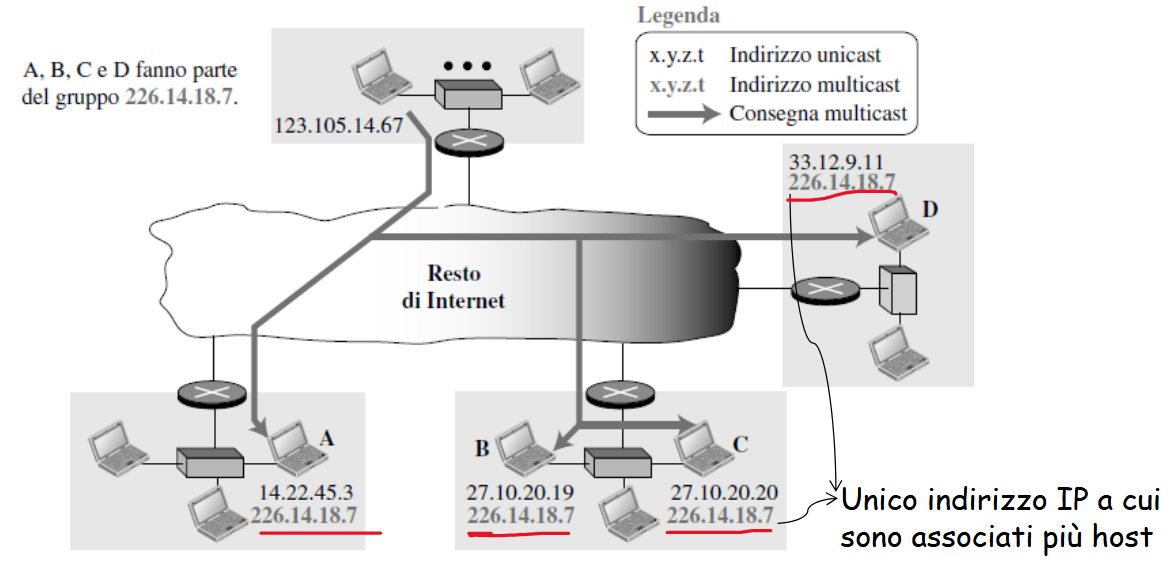 Legenda
x.y.z.t Indirizzo unicast
x.y.z.t Indirizzo multicast
Consegna multicast
A, B, C e D fanno parte
del gruppo 226.14.18.7.
123.105.14.67
33.12.9.11
226.14.18.7
D
Resto
di Internet
A
14.22.45.3
226.14.18.7
B
27.10.20.19
226.14.18.7
C
27.10.20.20
226.14.18.7
Unico indirizzo IP a cui
sono associati più host